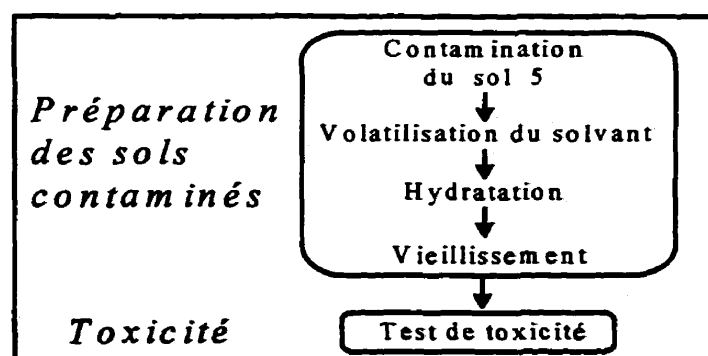 Préparation
des sols
contaminés
Contamination
du sol 5
Volatilisation du solvant
Hydratation
Vieillissement
Toxicité
Test de toxicité